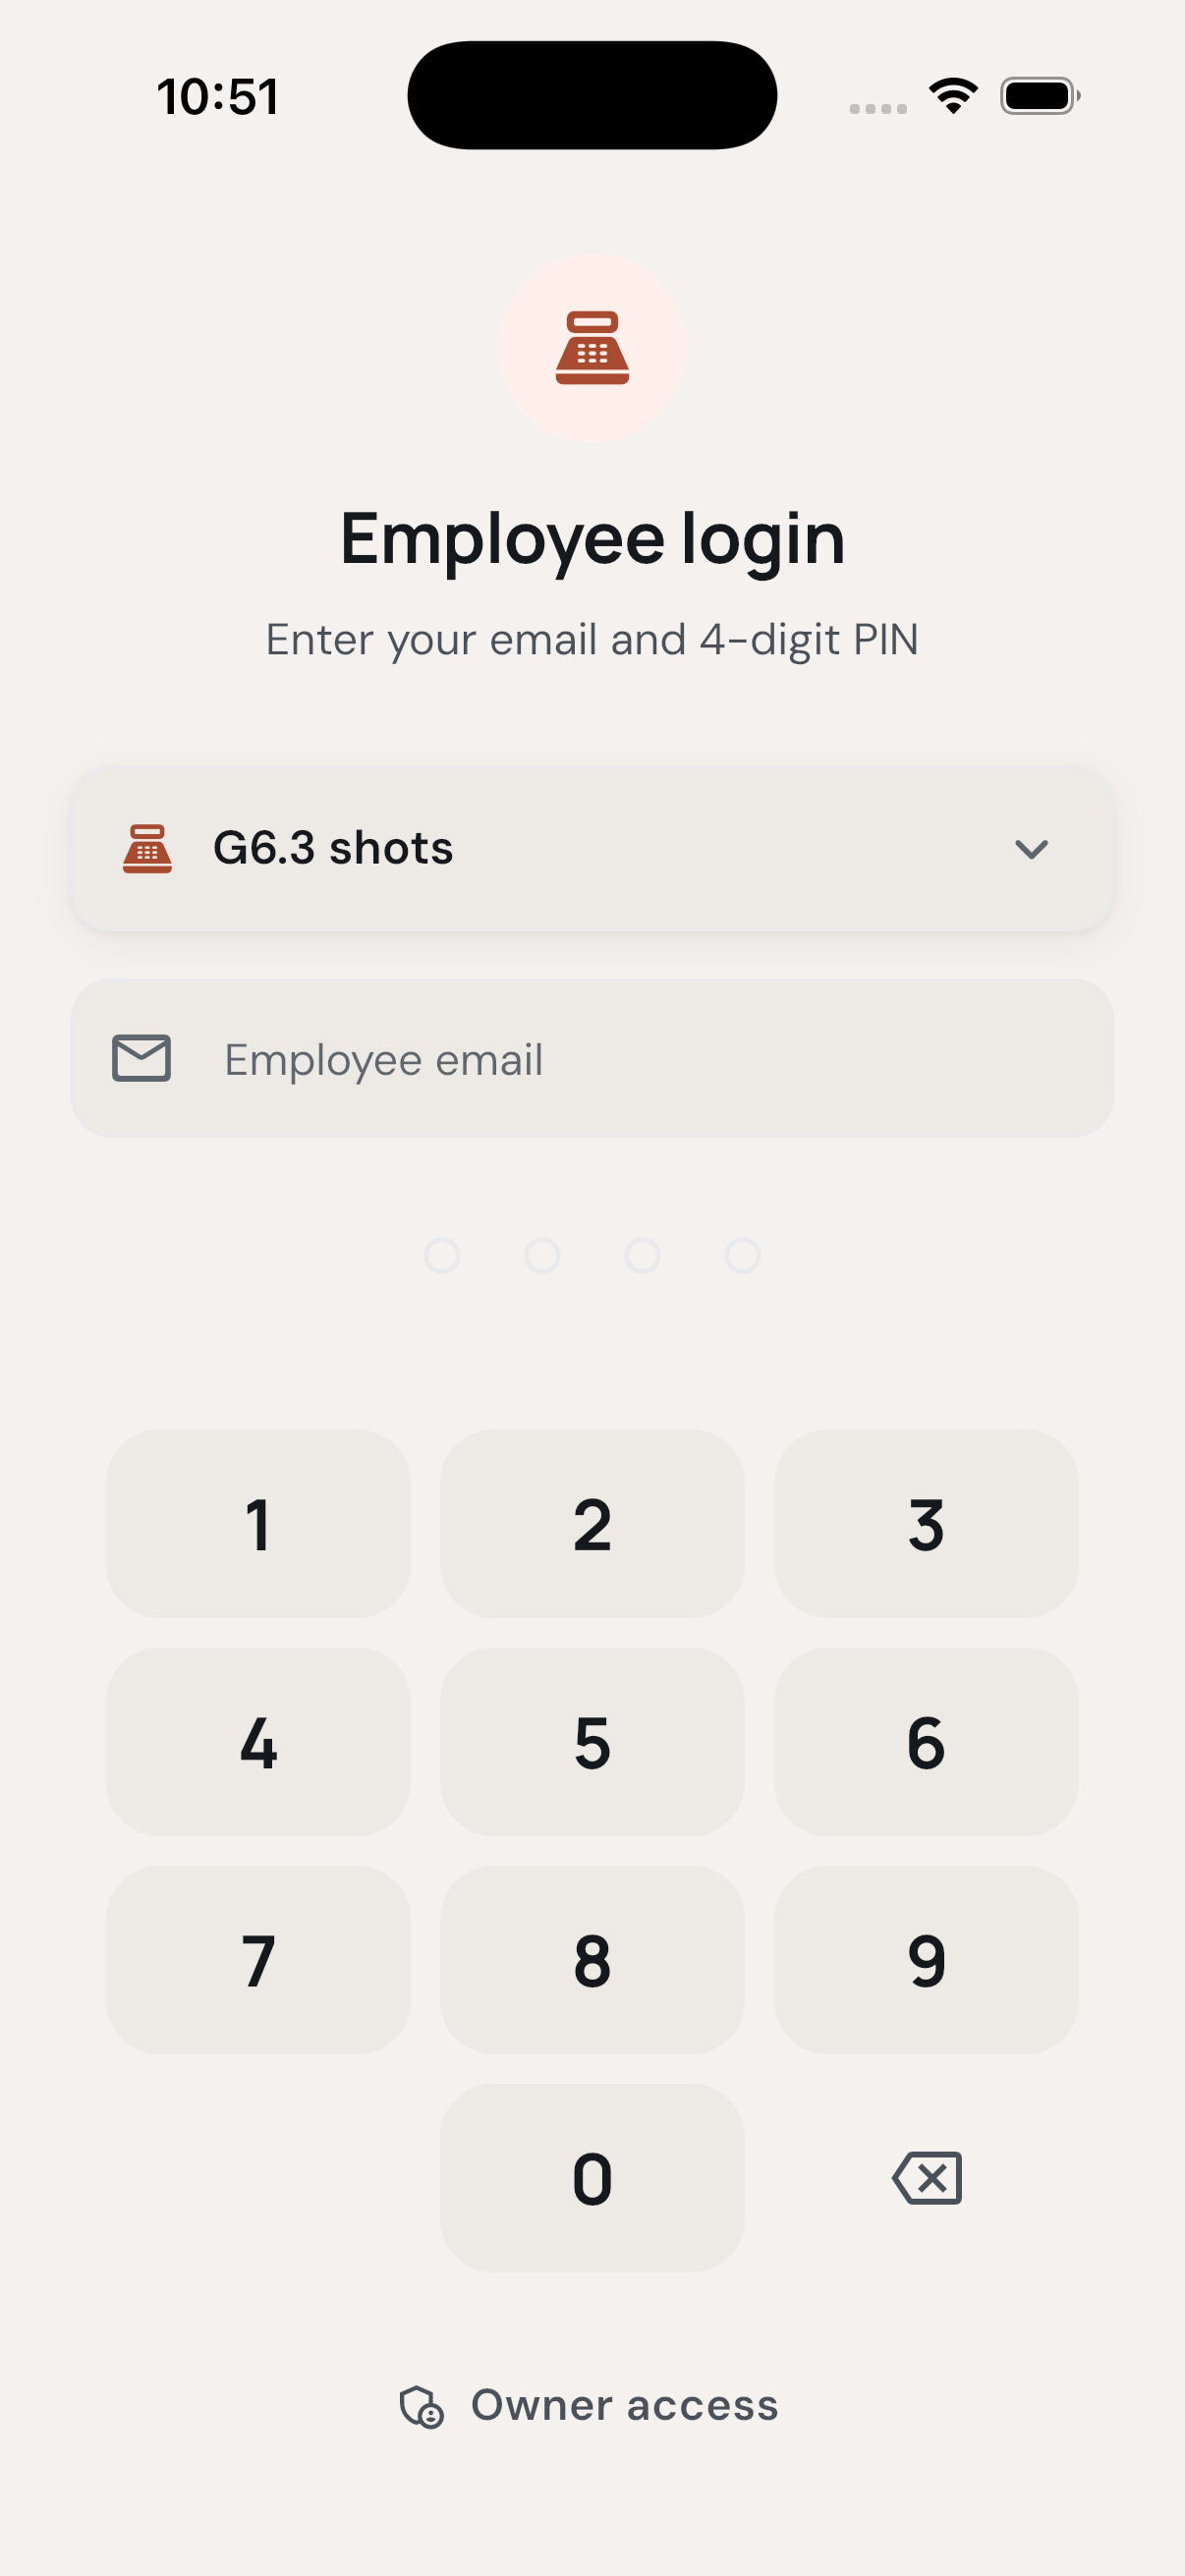 10:51
Employee login
Enter your email and 4-digit PIN
G6.3 shots
Employee email
1 2 3
4 5 6
7 8 9
0
Owner access